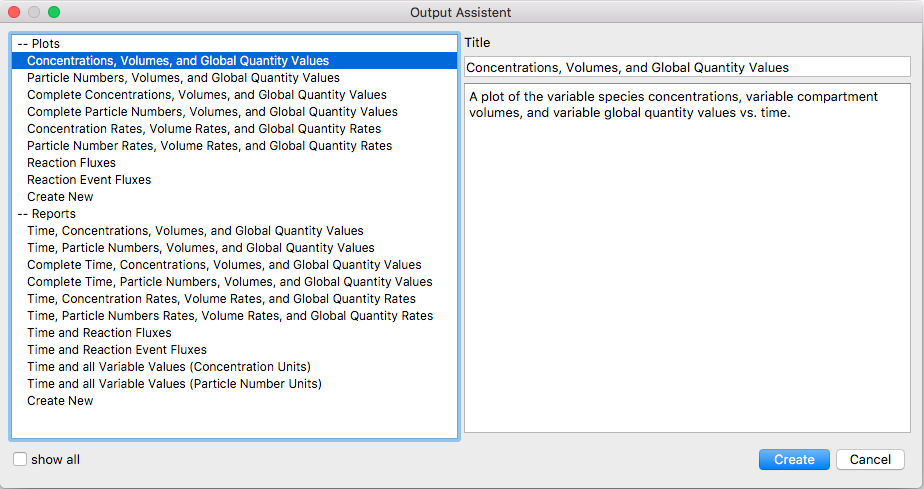 Output Assistent
-- Plots
Concentrations, Volumes, and Global Quantity Values
Particle Numbers, Volumes, and Global Quantity Values
Complete Concentrations, Volumes, and Global Quantity Values
Complete Particle Numbers, Volumes, and Global Quantity Values
Concentration Rates, Volume Rates, and Global Quantity Rates
Particle Number Rates, Volume Rates, and Global Quantity Rates
Reaction Fluxes
Reaction Event Fluxes
Create New
-- Reports
Time, Concentrations, Volumes, and Global Quantity Values
Time, Particle Numbers, Volumes, and Global Quantity Values
Complete Time, Concentrations, Volumes, and Global Quantity Values
Complete Time, Particle Numbers, Volumes, and Global Quantity Values
Time, Concentration Rates, Volume Rates, and Global Quantity Rates
Time, Particle Numbers Rates, Volume Rates, and Global Quantity Rates
Time and Reaction Fluxes
Time and Reaction Event Fluxes
Time and all Variable Values (Concentration Units)
Time and all Variable Values (Particle Number Units)
Create New
show all
Title
Concentrations, Volumes, and Global Quantity Values
A plot of the variable species concentrations, variable compartment
volumes, and variable global quantity values vs. time.
Create
Cancel